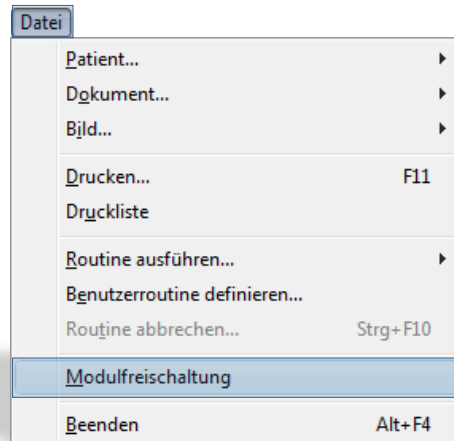 Datei
Patient...
Dokument...
Bild...
Drucken... F11
Druckliste
Routine ausführen...
Benutzerroutine definieren...
Routine abbrechen... Strg+F10
Modulfreischaltung
Beenden Alt+F4